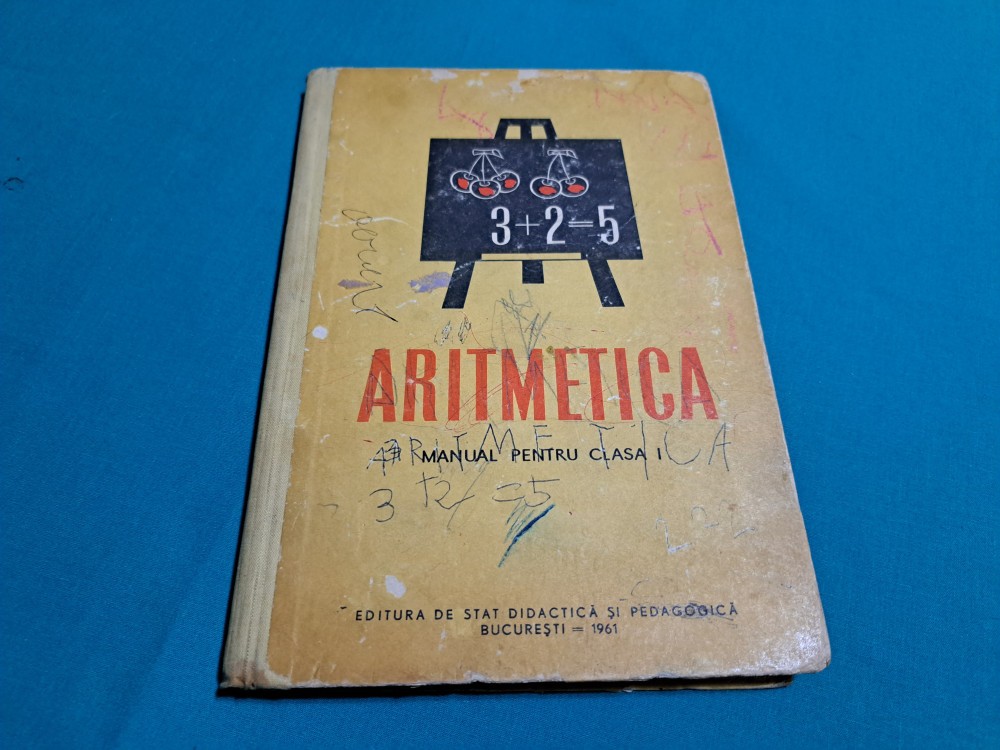 3+2=5
ARITMETICA
ARITMETICA
MANUAL PENTRU CLASA I
3 +2 =5
EDITURA DE STAT DIDACTICĂ ȘI PEDAGOGICĂ
BUCUREȘTI = 1961